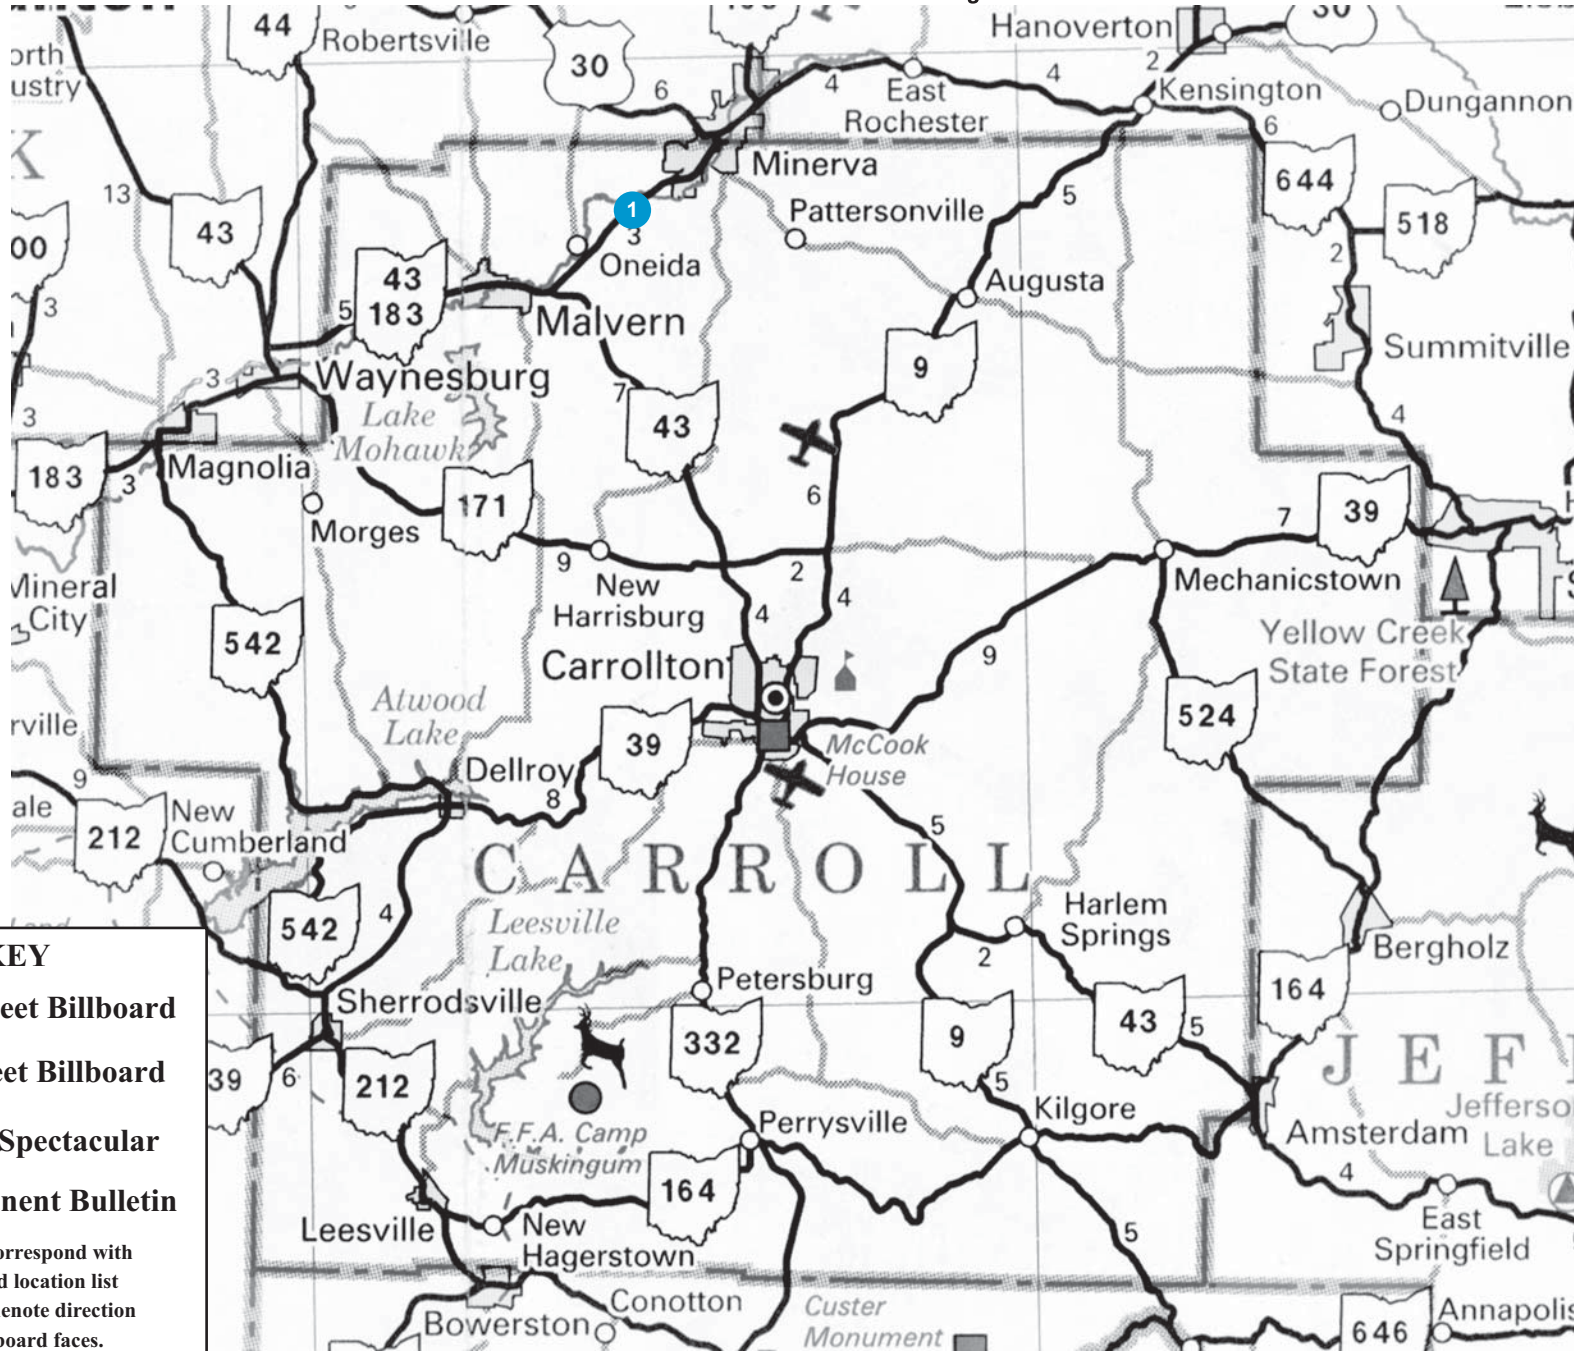 44
Robertsville
30
Hanoverton
30
orth
ustry
6
4
East
Rochester
4
2
Kensington
Dungannon
K
13
Minerva
6
644
00
43
1
3
Pattersonville
5
518
2
3
43
183
Oneida
Augusta
5
Malvern
9
Summitville
3
Waynesburg
7
3
Lake
Mohawk
43
4
183
3
Magnolia
171
6
7
39
Morges
9
New
Harrisburg
2
Mechanicstown
Mineral
City
4
4
542
Carrollton
9
Yellow Creek
State Forest
Atwood
Lake
524
rville
39
McCook
House
9
Dellroy
8
ale
212
New
Cumberland
5
CARROLL
542
4
Leesville
Lake
Harlem
Springs
2
Bergholz
KEY
eet Billboard
Petersburg
164
Sherrodsville
332
9
43
5
JEF
eet Billboard
39
6
212
5
Kilgore
Jefferso
Lake
Spectacular
F.F.A. Camp
Muskingum
Perrysville
Amsterdam
nent Bulletin
164
4
Leesville
New
Hagerstown
5
East
Springfield
orrespond with
d location list
enote direction
board faces.
Bowerston
Conotton
Custer
Monument
646
Annapolis